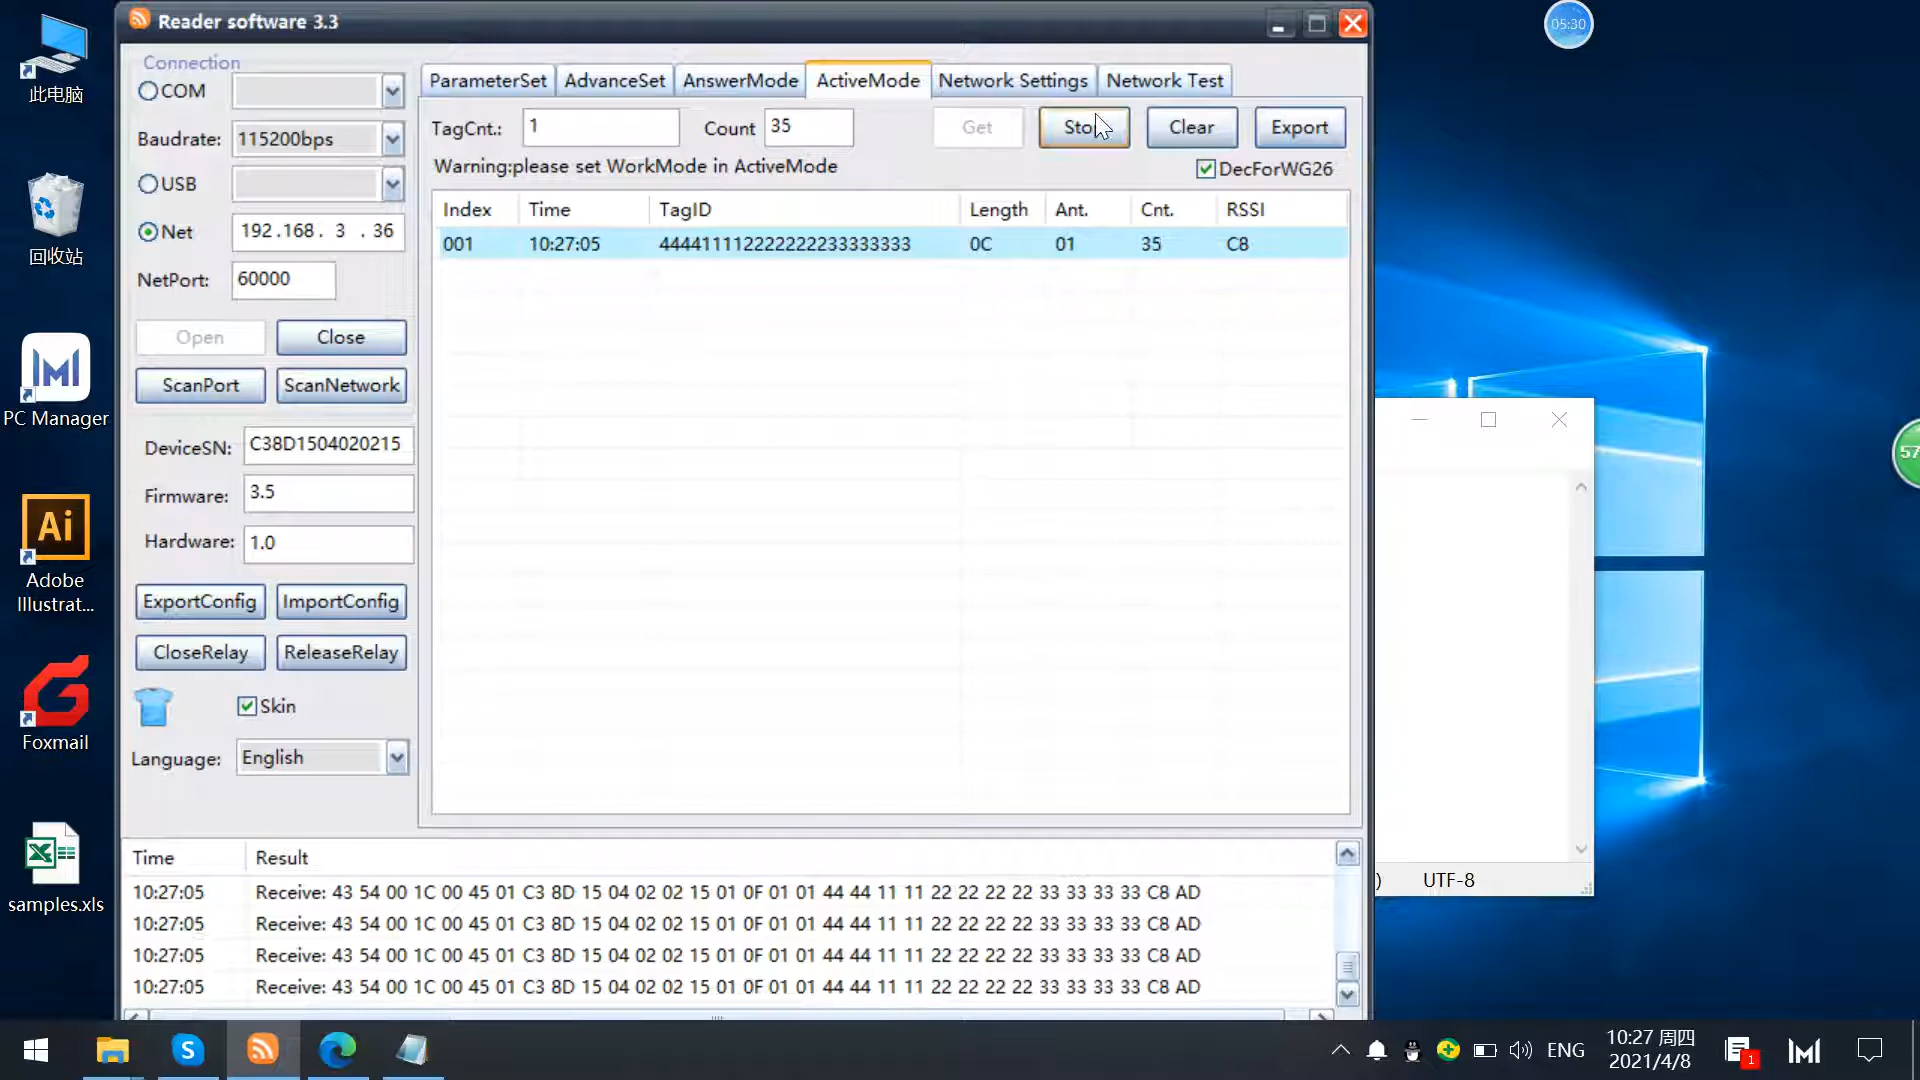 Reader software 3.3
05:30
此电脑
回收站
PC Manager
Ai
Adobe
Illustrat...
Foxmail
samples.xls
Connection
COM
Baudrate: 115200bps
USB
Net 192.168. 3 . 36
NetPort: 60000
Open Close
ScanPort ScanNetwork
DeviceSN: C38D1504020215
Firmware: 3.5
Hardware: 1.0
ExportConfig ImportConfig
CloseRelay ReleaseRelay
Skin
Language: English
ParameterSet AdvanceSet AnswerMode ActiveMode Network Settings Network Test
TagCnt.: 1 Count 35 Get Stop Clear Export
Warning:please set WorkMode in ActiveMode DecForWG26
Index Time TagID Length Ant. Cnt. RSSI
001 10:27:05 444411112222222233333333 0C 01 35 C8
57
) UTF-8
Time Result
10:27:05 Receive: 43 54 00 1C 00 45 01 C3 8D 15 04 02 02 15 01 0F 01 01 44 44 11 11 22 22 22 22 33 33 33 33 C8 AD
10:27:05 Receive: 43 54 00 1C 00 45 01 C3 8D 15 04 02 02 15 01 0F 01 01 44 44 11 11 22 22 22 22 33 33 33 33 C8 AD
10:27:05 Receive: 43 54 00 1C 00 45 01 C3 8D 15 04 02 02 15 01 0F 01 01 44 44 11 11 22 22 22 22 33 33 33 33 C8 AD
10:27:05 Receive: 43 54 00 1C 00 45 01 C3 8D 15 04 02 02 15 01 0F 01 01 44 44 11 11 22 22 22 22 33 33 33 33 C8 AD
ENG
10:27 周四
2021/4/8
1